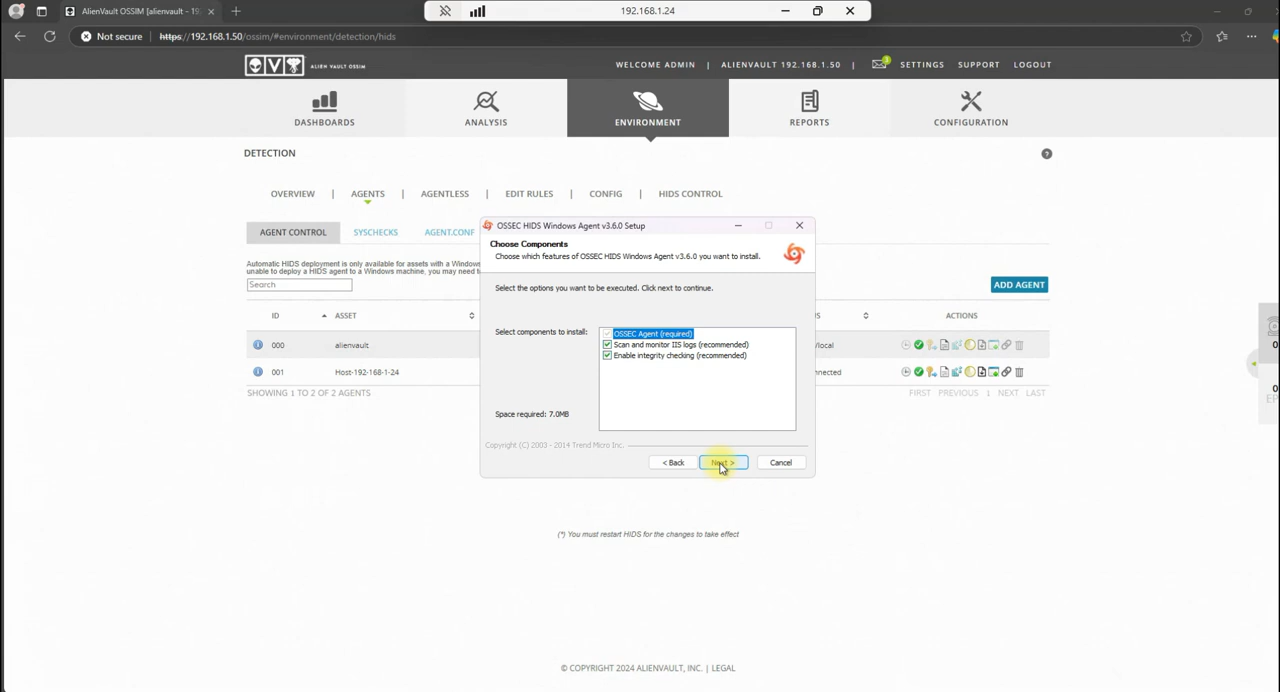 AlienVault OSSIM [alienvault - 19
192.168.1.24
Not secure
https://192.168.1.50/ossim/#environment/detection/hids
AV
ALIEN VAULT OSSIM
WELCOME ADMIN | ALIENVAULT 192.168.1.50 | 3 SETTINGS SUPPORT LOGOUT
DASHBOARDS
ANALYSIS
ENVIRONMENT
REPORTS
CONFIGURATION
DETECTION
OVERVIEW | AGENTS | AGENTLESS | EDIT RULES | CONFIG | HIDS CONTROL
AGENT CONTROL
SYSCHECKS
AGENT.CONF
Automatic HIDS deployment is only available for assets with a Windows
unable to deploy a HIDS agent to a Windows machine, you may need t
Search
ADD AGENT
ID
ASSET
ACTIONS
000 alienvault
/local
001 Host-192-168-1-24
nnected
SHOWING 1 TO 2 OF 2 AGENTS
FIRST PREVIOUS 1 NEXT LAST
OSSEC HIDS Windows Agent v3.6.0 Setup
Choose Components
Choose which features of OSSEC HIDS Windows Agent v3.6.0 you want to install.
Select the options you want to be executed. Click next to continue.
Select components to install:
OSSEC Agent (required)
Scan and monitor IIS logs (recommended)
Enable integrity checking (recommended)
Space required: 7.0MB
Copyright (C) 2003 - 2014 Trend Micro Inc.
< Back
Next >
Cancel
(*) You must restart HIDS for the changes to take effect
© COPYRIGHT 2024 ALIENVAULT, INC. | LEGAL